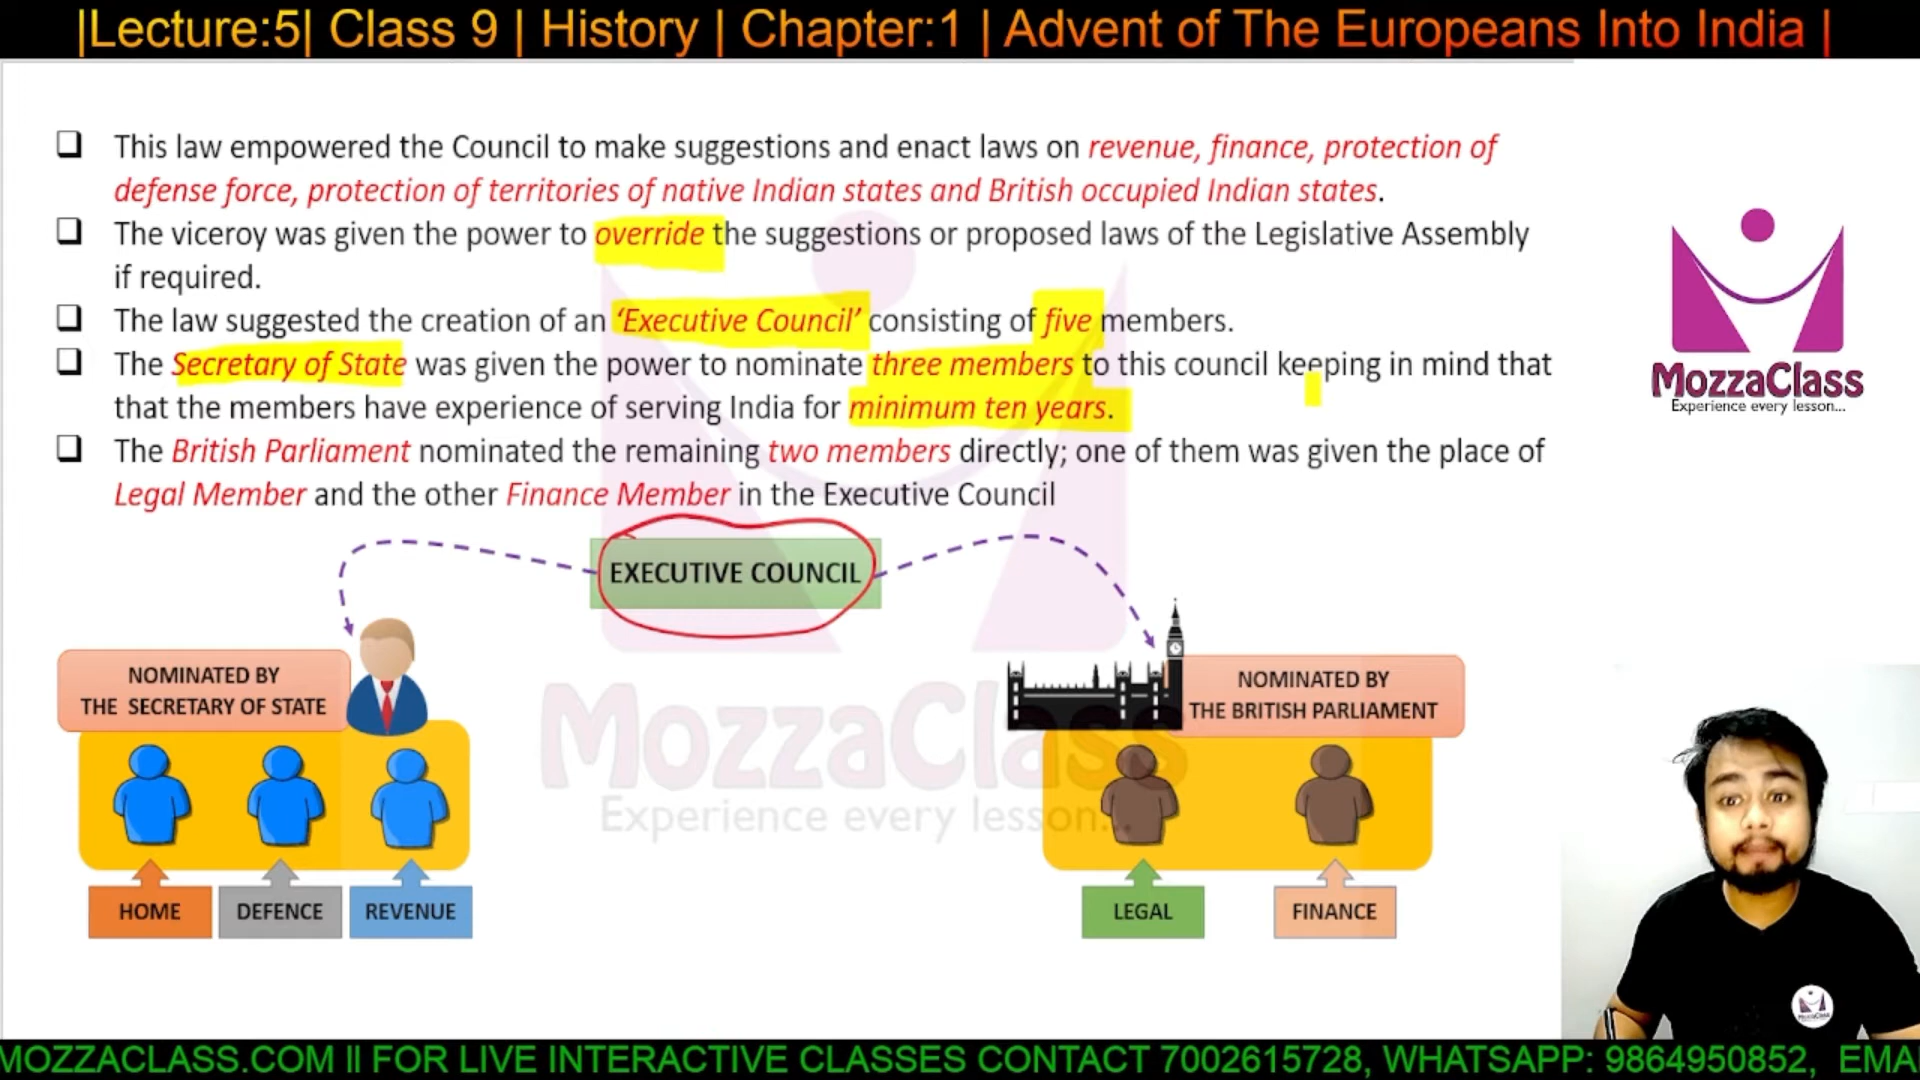 |Lecture:5| Class 9 | History | Chapter:1 | Advent of The Europeans Into India |
This law empowered the Council to make suggestions and enact laws on revenue, finance, protection of
defense force, protection of territories of native Indian states and British occupied Indian states.
The viceroy was given the power to override the suggestions or proposed laws of the Legislative Assembly
if required.
The law suggested the creation of an ‘Executive Council’ consisting of five members.
The Secretary of State was given the power to nominate three members to this council keeping in mind that
that the members have experience of serving India for minimum ten years.
The British Parliament nominated the remaining two members directly; one of them was given the place of
Legal Member and the other Finance Member in the Executive Council
MozzaClass
Experience every lesson...
EXECUTIVE COUNCIL
NOMINATED BY
THE SECRETARY OF STATE
NOMINATED BY
THE BRITISH PARLIAMENT
MozzaClass
Experience every lesson...
HOME
DEFENCE
REVENUE
LEGAL
FINANCE
MOZZACLASS.COM II FOR LIVE INTERACTIVE CLASSES CONTACT 7002615728, WHATSAPP: 9864950852, EMA